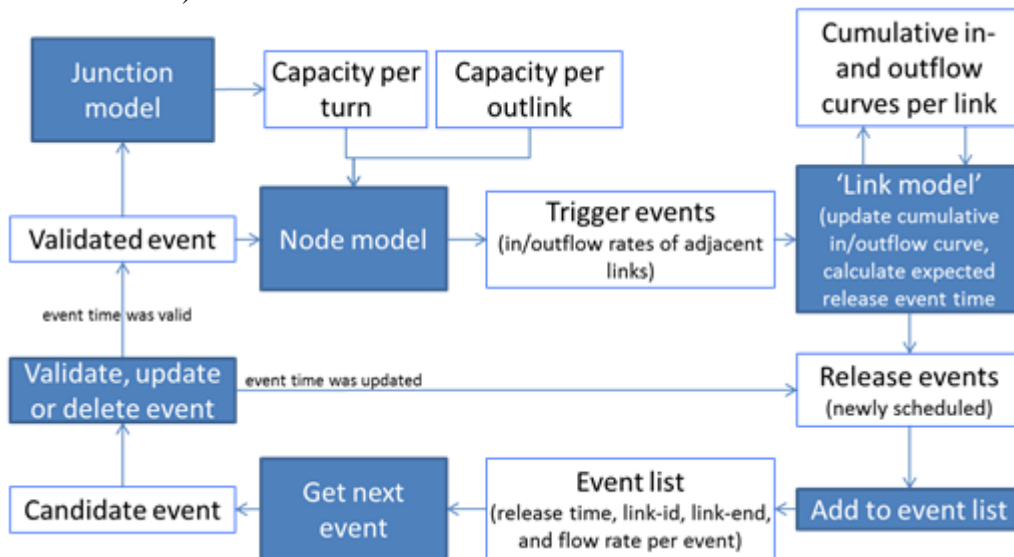 Junction
model
Capacity per
turn
Capacity per
outlink
Cumulative in-
and outflow
curves per link
Validated event
Node model
Trigger events
(in/outflow rates of adjacent
links)
‘Link model’
(update cumulative
in/outflow curve,
calculate expected
release event time
event time was valid
Validate, update
or delete event
event time was updated
Release events
(newly scheduled)
Candidate event
Get next
event
Event list
(release time, link-id, link-end,
and flow rate per event)
Add to event list